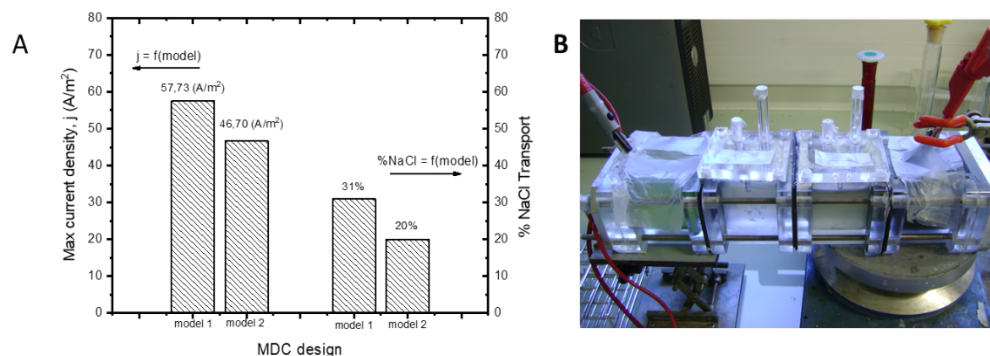 A
Max current density, j (A/m²)
80
70
60
50
40
30
20
10
0
j = f(model)
57,73 (A/m²)
46,70 (A/m²)
31%
20%
%NaCl = f(model)
model 1
model 2
model 1
model 2
MDC design
80
70
60
50
40
30
20
10
0
% NaCl Transport
B